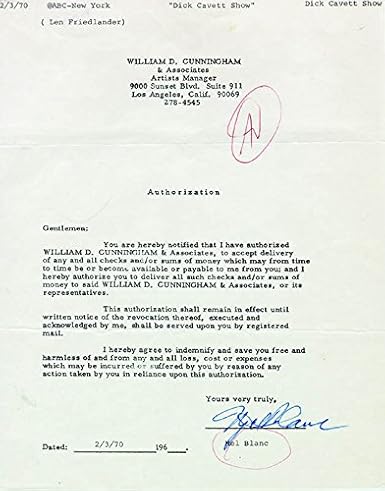 2/3/70 @ABC-New York "Dick Cavett Show" Dick Cavett Show
( Len Friedlander)
WILLIAM D. CUNNINGHAM
& Associates
Artists Manager
9000 Sunset Blvd. Suite 911
Los Angeles, Calif. 90069
278-4545
Authorization
Gentlemen;
You are hereby notified that I have authorized
WILLIAM D. CUNNINGHAM & Associates, to accept delivery
of any and all checks and/or sums of money which may from time
to time be or become available or payable to me from you; and I
hereby authorize you to deliver all such checks and/or sums of
money to said WILLIAM D. CUNNINGHAM & Associates, or its
representatives.
This authorization shall remain in effect until
written notice of the revocation thereof, executed and
acknowledged by me, shall be served upon you by registered
mail.
I hereby agree to indemnify and save you free and
harmless of and from any and all loss, cost or expenses
which may be incurred or suffered by you by reason of any
action taken by you in reliance upon this authorization.
Yours very truly,
Mel Blanc
Mel Blanc
Dated: 2/3/70 196